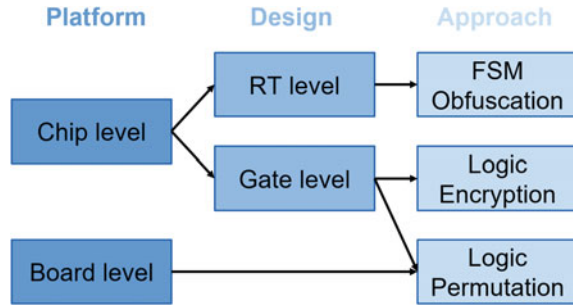 Platform Design Approach
RT level
FSM
Obfuscation
Chip level
Gate level
Logic
Encryption
Board level
Logic
Permutation